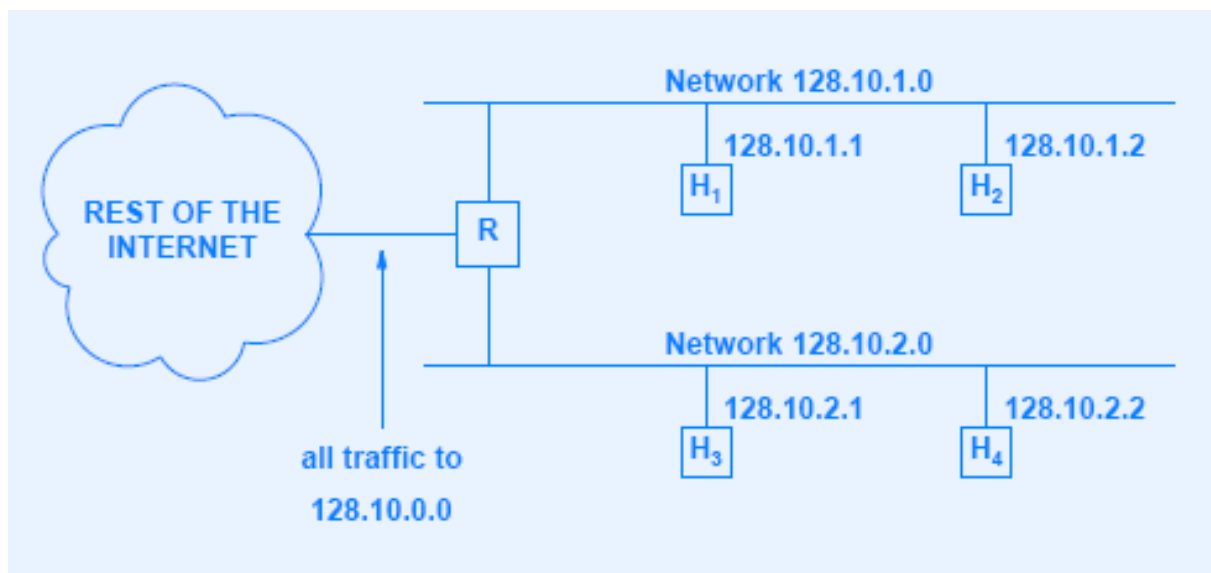 Network 128.10.1.0
128.10.1.1
128.10.1.2
H1
H2
REST OF THE
INTERNET
R
Network 128.10.2.0
128.10.2.1
128.10.2.2
H3
H4
all traffic to
128.10.0.0